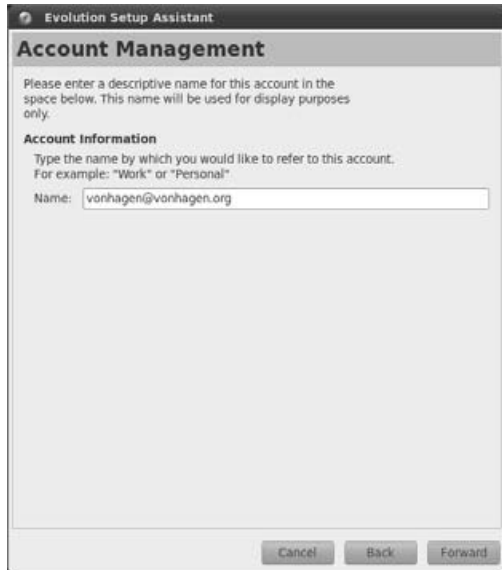 Evolution Setup Assistant
Account Management
Please enter a descriptive name for this account in the
space below. This name will be used for display purposes
only.
Account Information
Type the name by which you would like to refer to this account.
For example: "Work" or "Personal"
Name: vonhagen@vonhagen.org
Cancel Back Forward